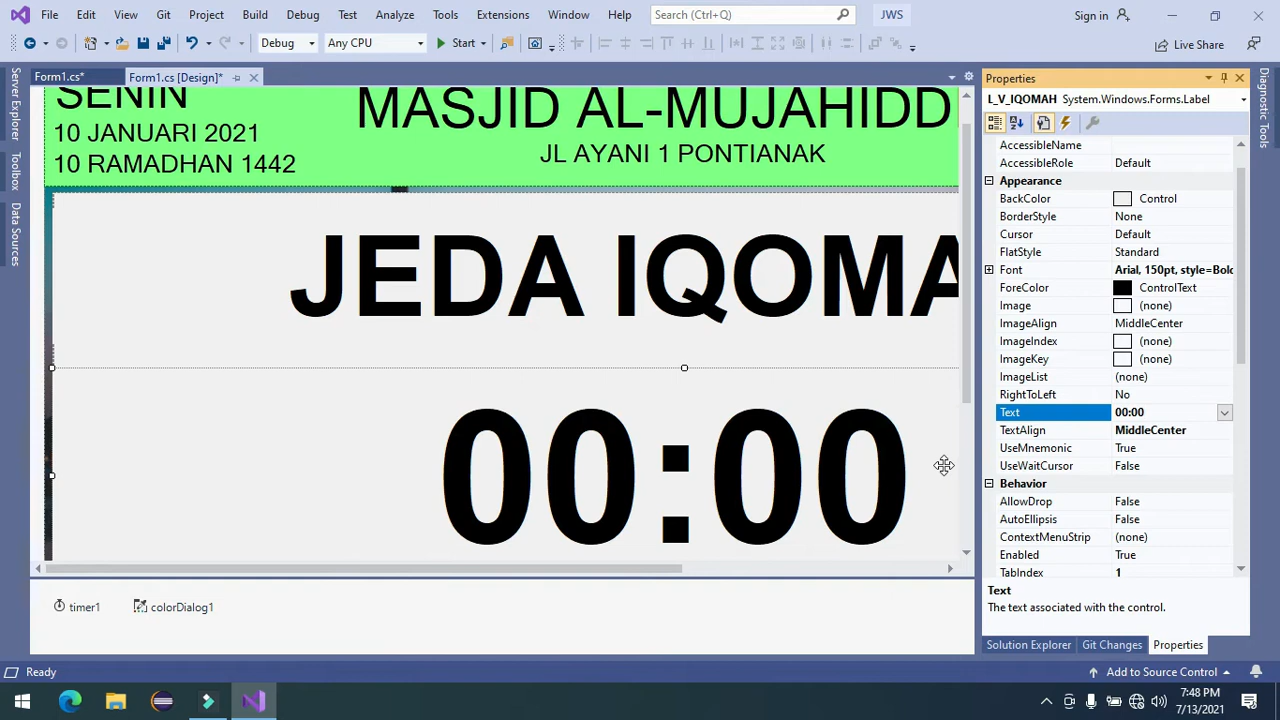 File Edit View Git Project Build Debug Test Analyze Tools Extensions Window Help Search (Ctrl+Q) JWS Sign in
Debug Any CPU Start Live Share
Form1.cs* Form1.cs [Design]*
Server Explorer
Toolbox
Data Sources
SENIN
10 JANUARI 2021
10 RAMADHAN 1442
MASJID AL-MUJAHIDD
JL AYANI 1 PONTIANAK
JEDA IQOMA
00:00
timer1 colorDialog1
Properties
L_V_IQOMAH System.Windows.Forms.Label
AccessibleName
AccessibleRole Default
Appearance
BackColor Control
BorderStyle None
Cursor Default
FlatStyle Standard
Font Arial, 150pt, style=Bolc
ForeColor ControlText
Image (none)
ImageAlign MiddleCenter
ImageIndex (none)
ImageKey (none)
ImageList (none)
RightToLeft No
Text 00:00
TextAlign MiddleCenter
UseMnemonic True
UseWaitCursor False
Behavior
AllowDrop False
AutoEllipsis False
ContextMenuStrip (none)
Enabled True
TabIndex 1
Text
The text associated with the control.
Solution Explorer Git Changes Properties
Diagnostic Tools
Ready Add to Source Control
7:48 PM
7/13/2021